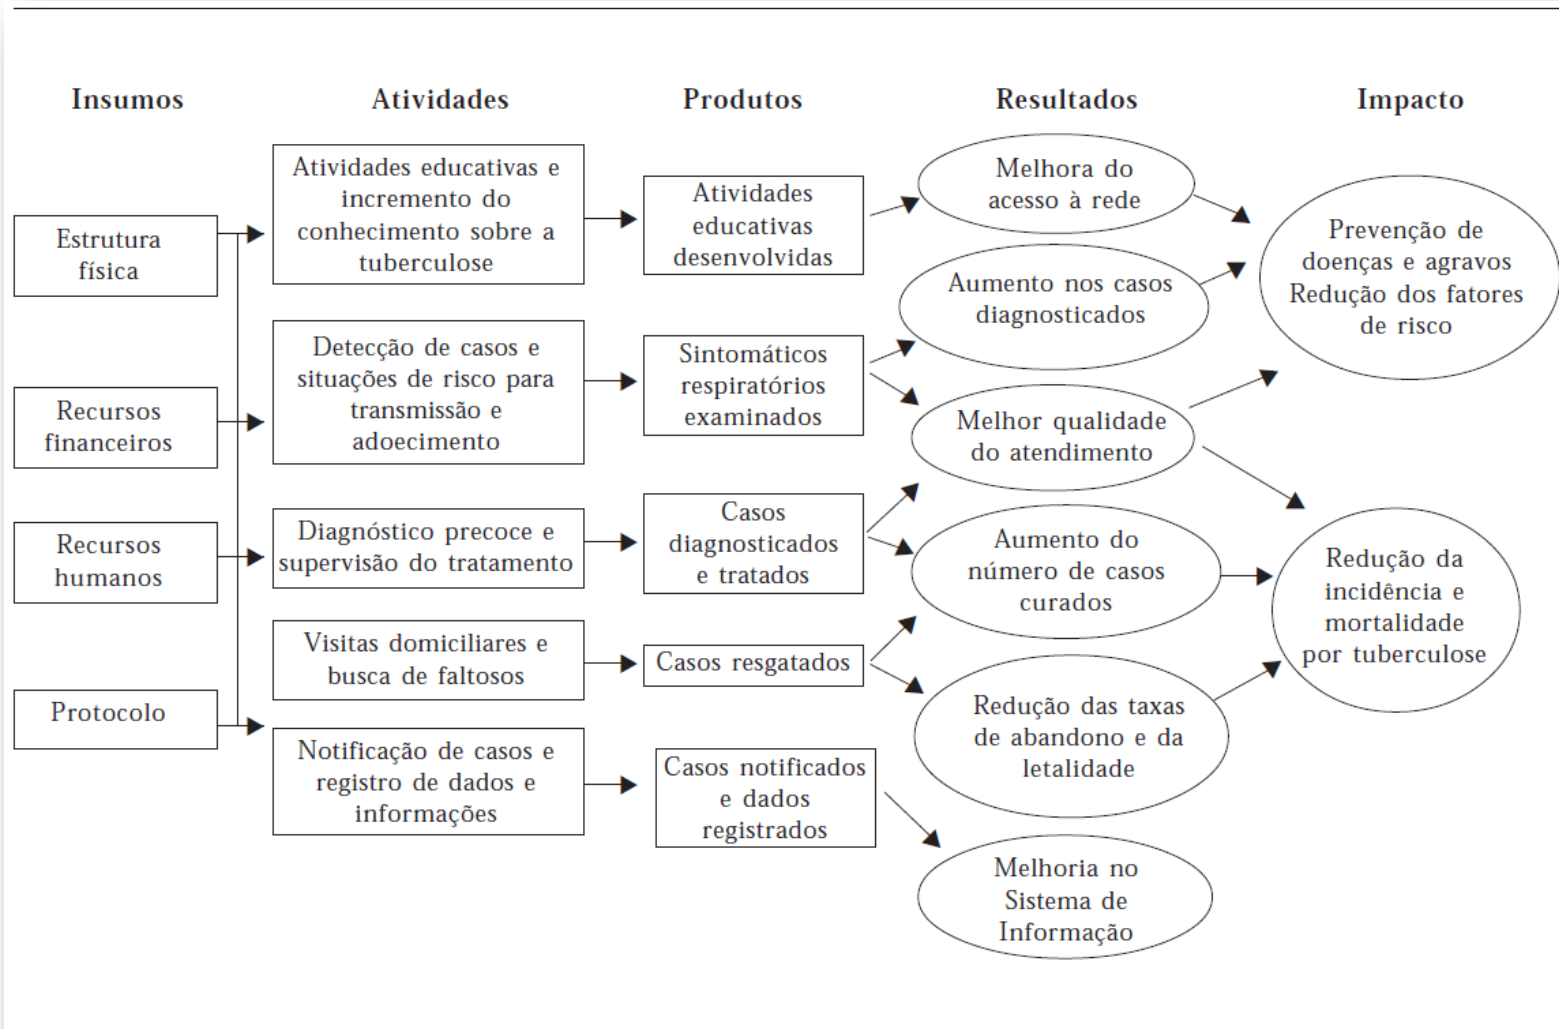 Insumos
Atividades
Produtos
Resultados
Impacto
Estrutura
física
Recursos
financeiros
Recursos
humanos
Protocolo
Atividades educativas e
incremento do
conhecimento sobre a
tuberculose
Detecção de casos e
situações de risco para
transmissão e
adoecimento
Diagnóstico precoce e
supervisão do tratamento
Visitas domiciliares e
busca de faltosos
Notificação de casos e
registro de dados e
informações
Atividades
educativas
desenvolvidas
Sintomáticos
respiratórios
examinados
Casos
diagnosticados
e tratados
Casos resgatados
Casos notificados
e dados
registrados
Melhora do
acesso à rede
Aumento nos casos
diagnosticados
Melhor qualidade
do atendimento
Aumento do
número de casos
curados
Redução das taxas
de abandono e da
letalidade
Melhoria no
Sistema de
Informação
Prevenção de
doenças e agravos
Redução dos fatores
de risco
Redução da
incidência e
mortalidade
por tuberculose